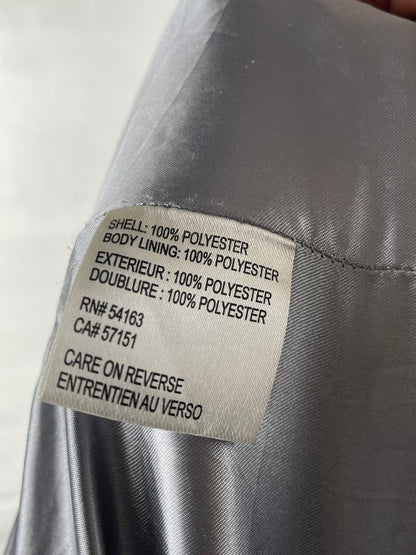 SHELL: 100% POLYESTER
BODY LINING: 100% POLYESTER
EXTERIEUR : 100% POLYESTER
DOUBLURE : 100% POLYESTER
RN# 54163
CA# 57151
CARE ON REVERSE
ENTRETIEN AU VERSO